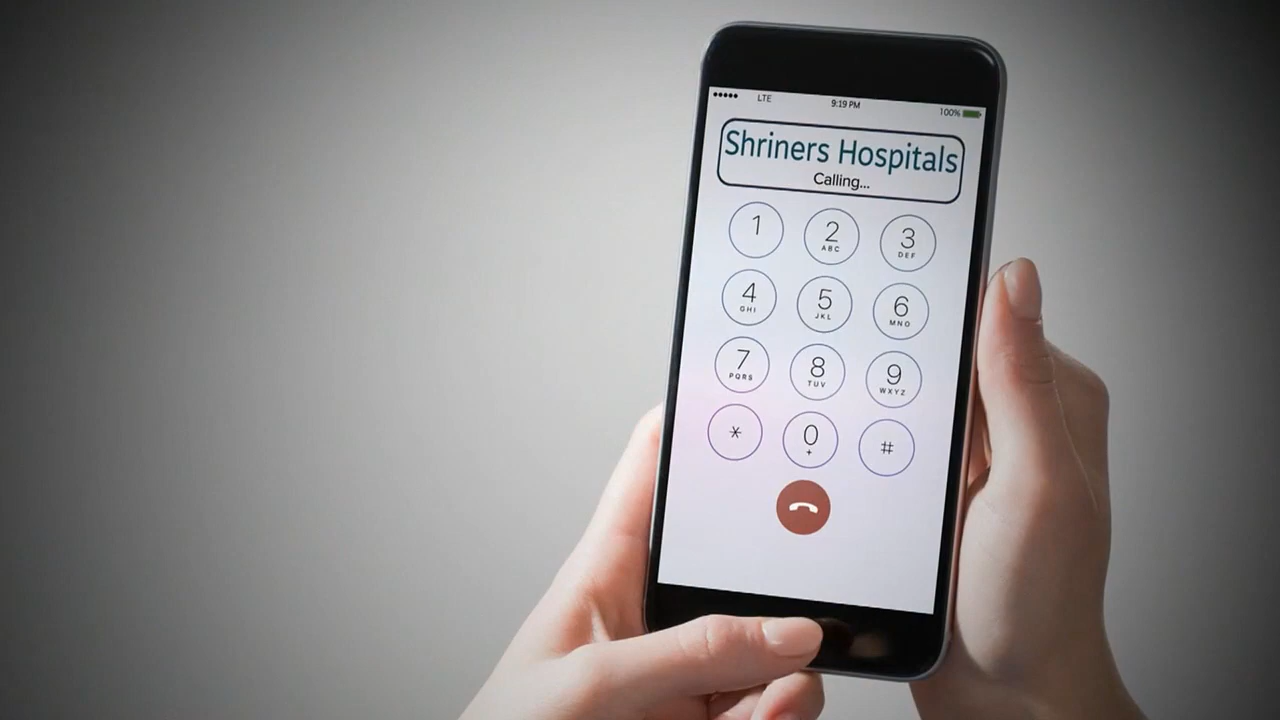 LTE 9:19 PM 100%
Shriners Hospitals
Calling...
1 2 3
ABC DEF
4 5 6
GHI JKL MNO
7 8 9
PQRS TUV WXYZ
* 0 #
+